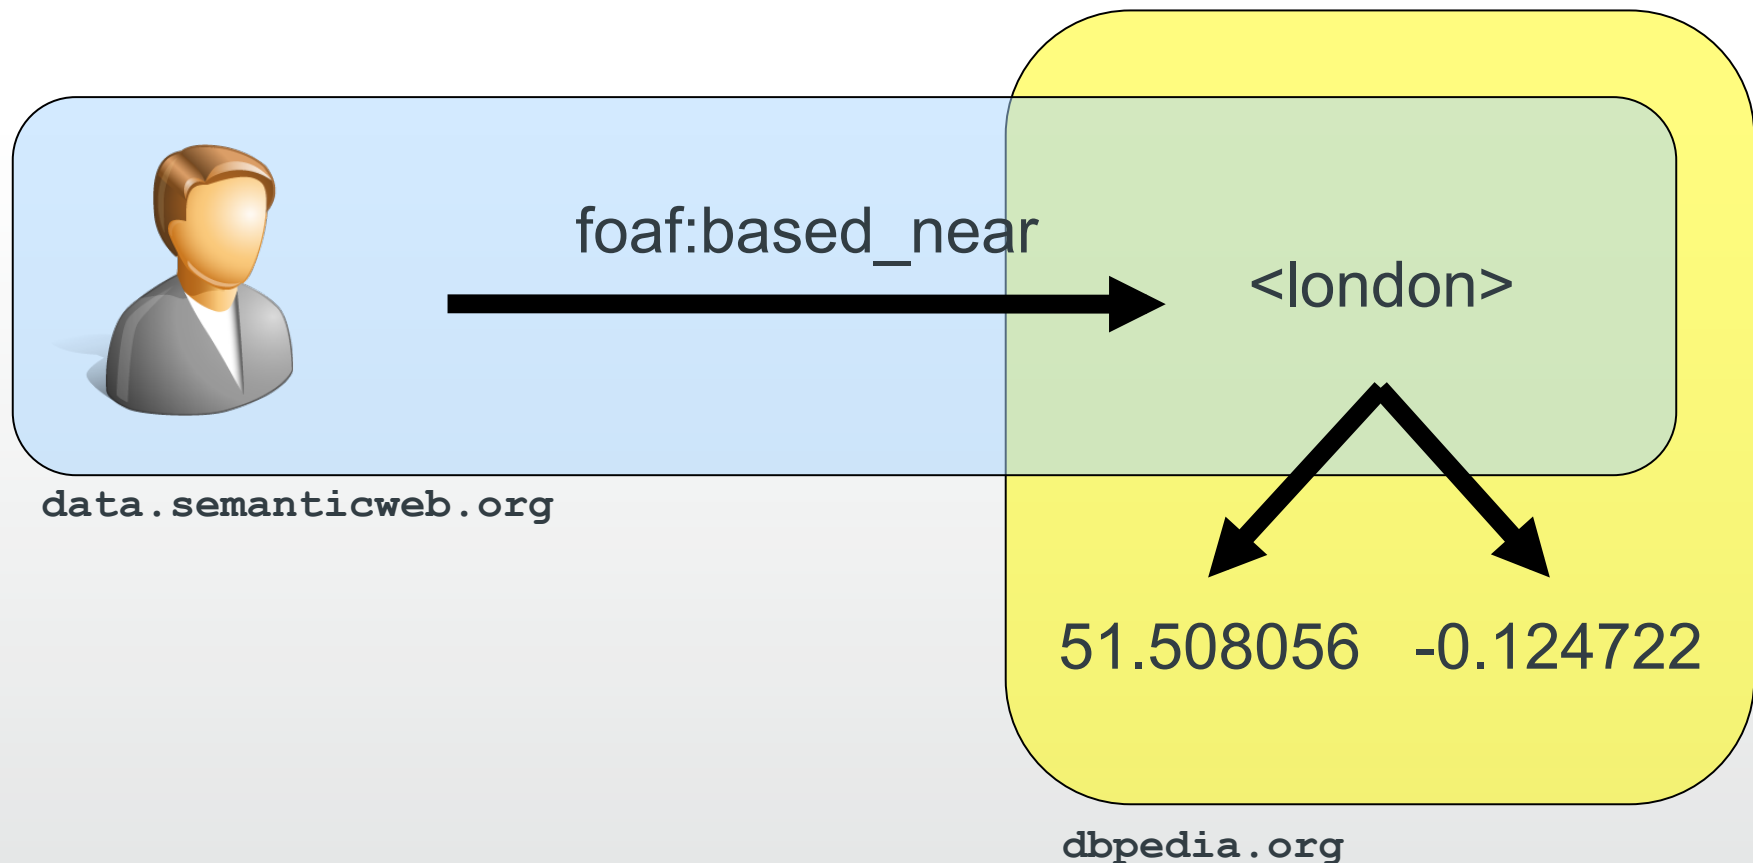 foaf:based_near
<london>
data.semanticweb.org
51.508056 -0.124722
dbpedia.org